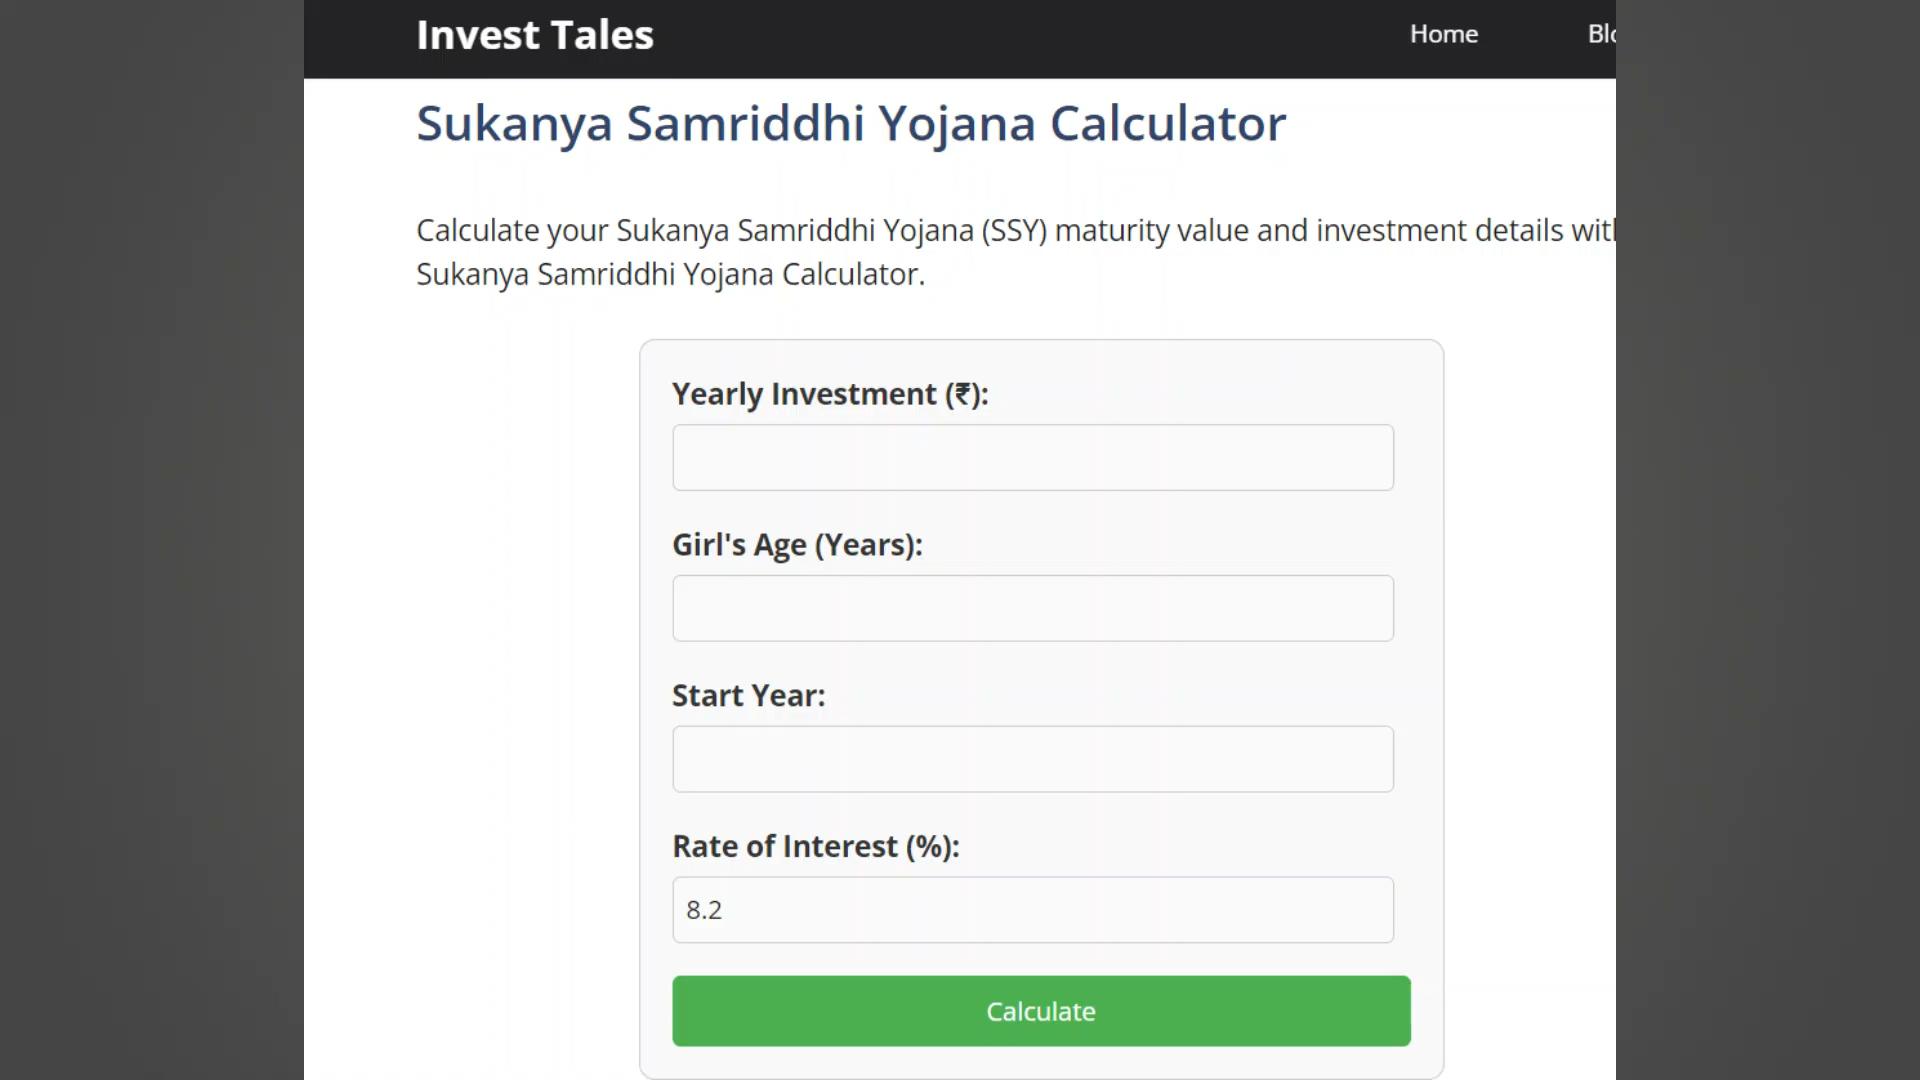 Invest Tales
Home
Sukanya Samriddhi Yojana Calculator
Calculate your Sukanya Samriddhi Yojana (SSY) maturity value and investment details
Sukanya Samriddhi Yojana Calculator.
Yearly Investment (₹):
Girl's Age (Years):
Start Year:
Rate of Interest (%):
8.2
Calculate